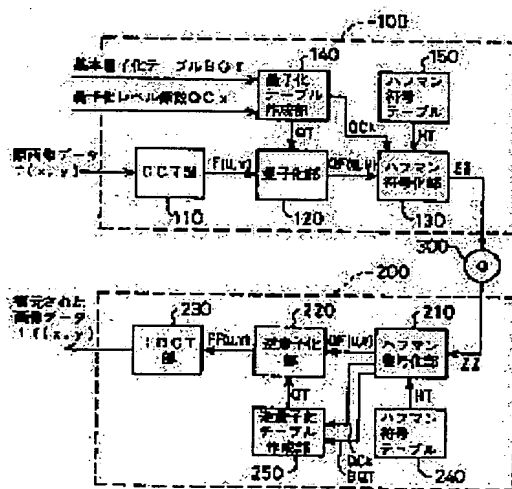 100
140
150
基本量子化テーブルBQT
量子化
テーブル
作成部
ハフマン
符号
テーブル
量子化レベル係数QCx
QCx
QT
HT
原画像データ
f(x,y)
DCT部
F(u,v)
量子化部
QF(u,v)
ハフマン
符号化部
ZZ
110
120
130
300
200
復元された
画像データ
f(x,y)
230
220
210
IDCT
部
FF(u,v)
逆量子化
部
QF(u,v)
ハフマン
復号化部
ZZ
QT
HT
逆量子化
テーブル
作成部
QCx
BQT
ハフマン
符号
テーブル
250
240